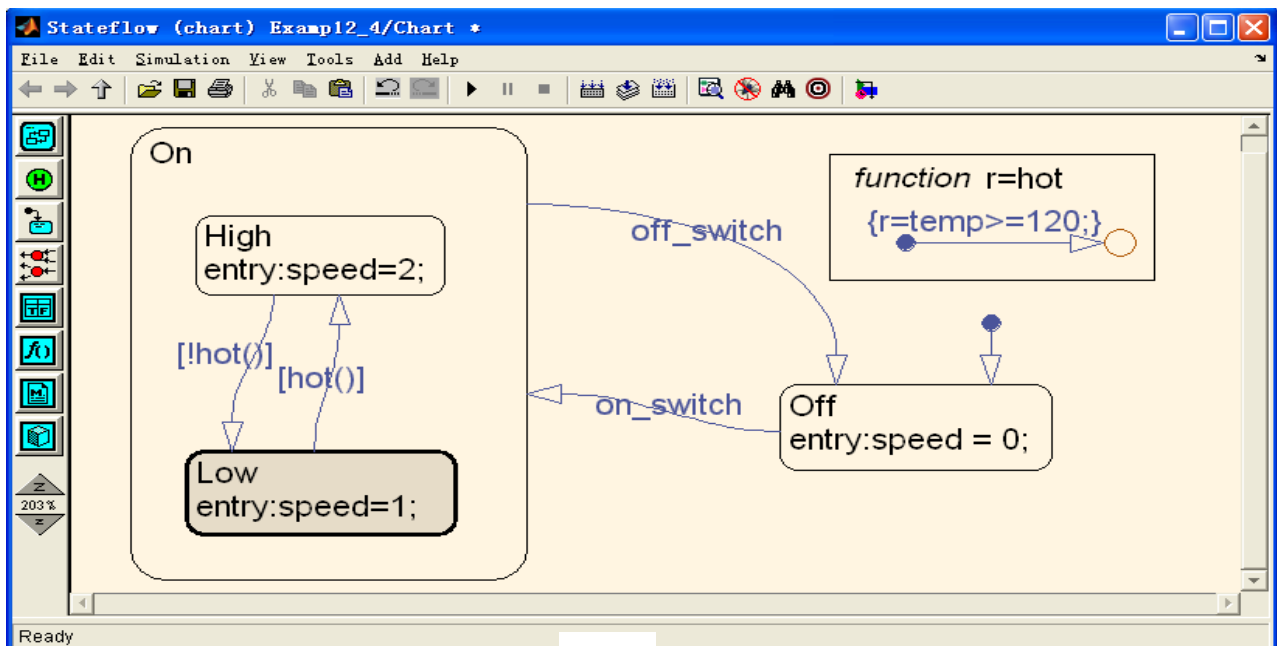 Stateflow (chart) Examp12_4/Chart *
File Edit Simulation View Tools Add Help
H
TF
f()
M
Z
203%
Z
On
High
entry:speed=2;
[!hot()]
[hot()]
Low
entry:speed=1;
off_switch
on_switch
function r=hot
{r=temp>=120;}
Off
entry:speed = 0;
Ready